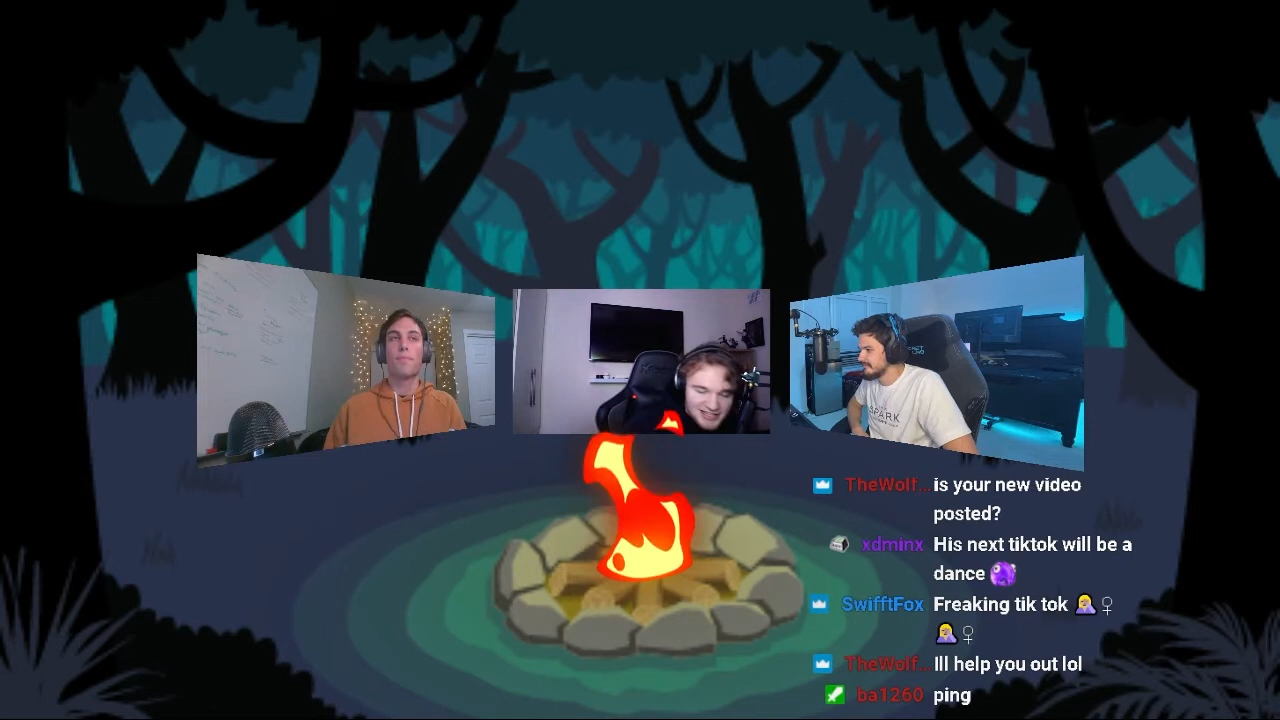 SPARK
TheWolf... is your new video
posted?
xdminx His next tiktok will be a
dance
SwifftFox Freaking tik tok
TheWolf... Ill help you out lol
ba1260 ping